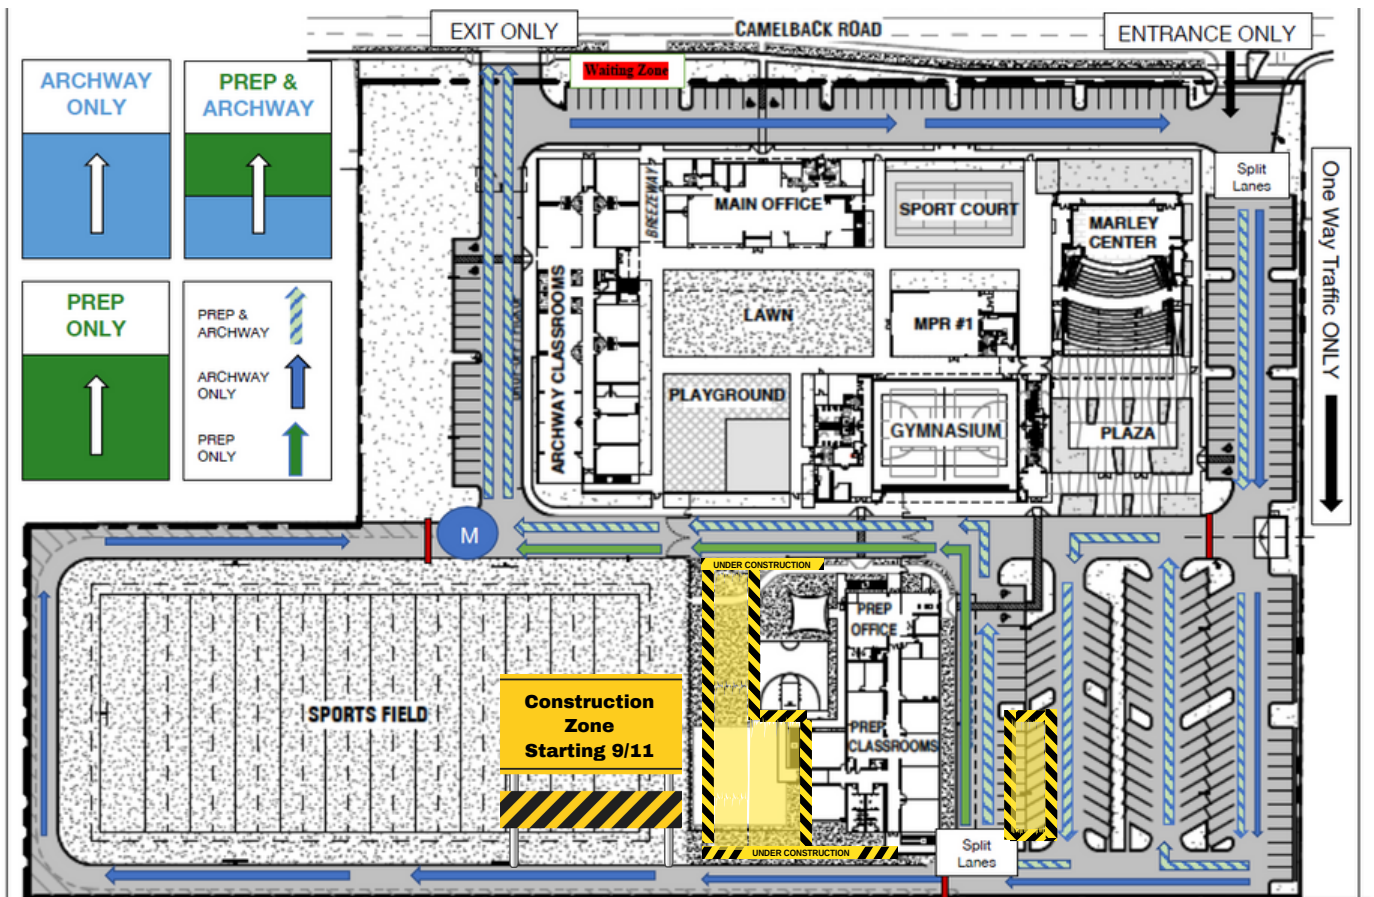 EXIT ONLY
CAMELBACK ROAD
ENTRANCE ONLY
Waiting Zone
ARCHWAY
ONLY
PREP &
ARCHWAY
PREP
ONLY
PREP &
ARCHWAY
ARCHWAY
ONLY
PREP
ONLY
Split
Lanes
One Way Traffic ONLY
BREEZEWAY
MAIN OFFICE
SPORT COURT
MARLEY
CENTER
ARCHWAY CLASSROOMS
LAWN
MPR #1
PLAYGROUND
GYMNASIUM
PLAZA
M
UNDER CONSTRUCTION
PREP
OFFICE
Construction
Zone
Starting 9/11
SPORTS FIELD
PREP
CLASSROOMS
UNDER CONSTRUCTION
Split
Lanes